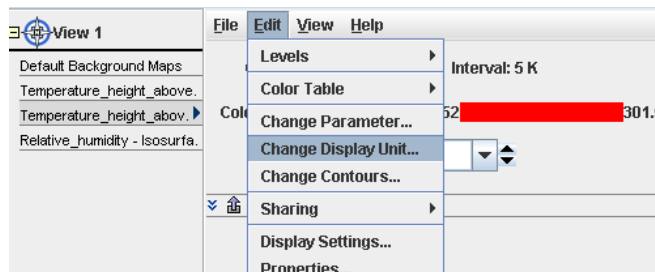 View 1
Default Background Maps
Temperature_height_above.
Temperature_height_abov.
Relative_humidity - Isosurfa.
File Edit View Help
Levels
Color Table
Change Parameter...
Change Display Unit...
Change Contours...
Sharing
Display Settings...
Properties...
Interval: 5 K
Col
52
301.